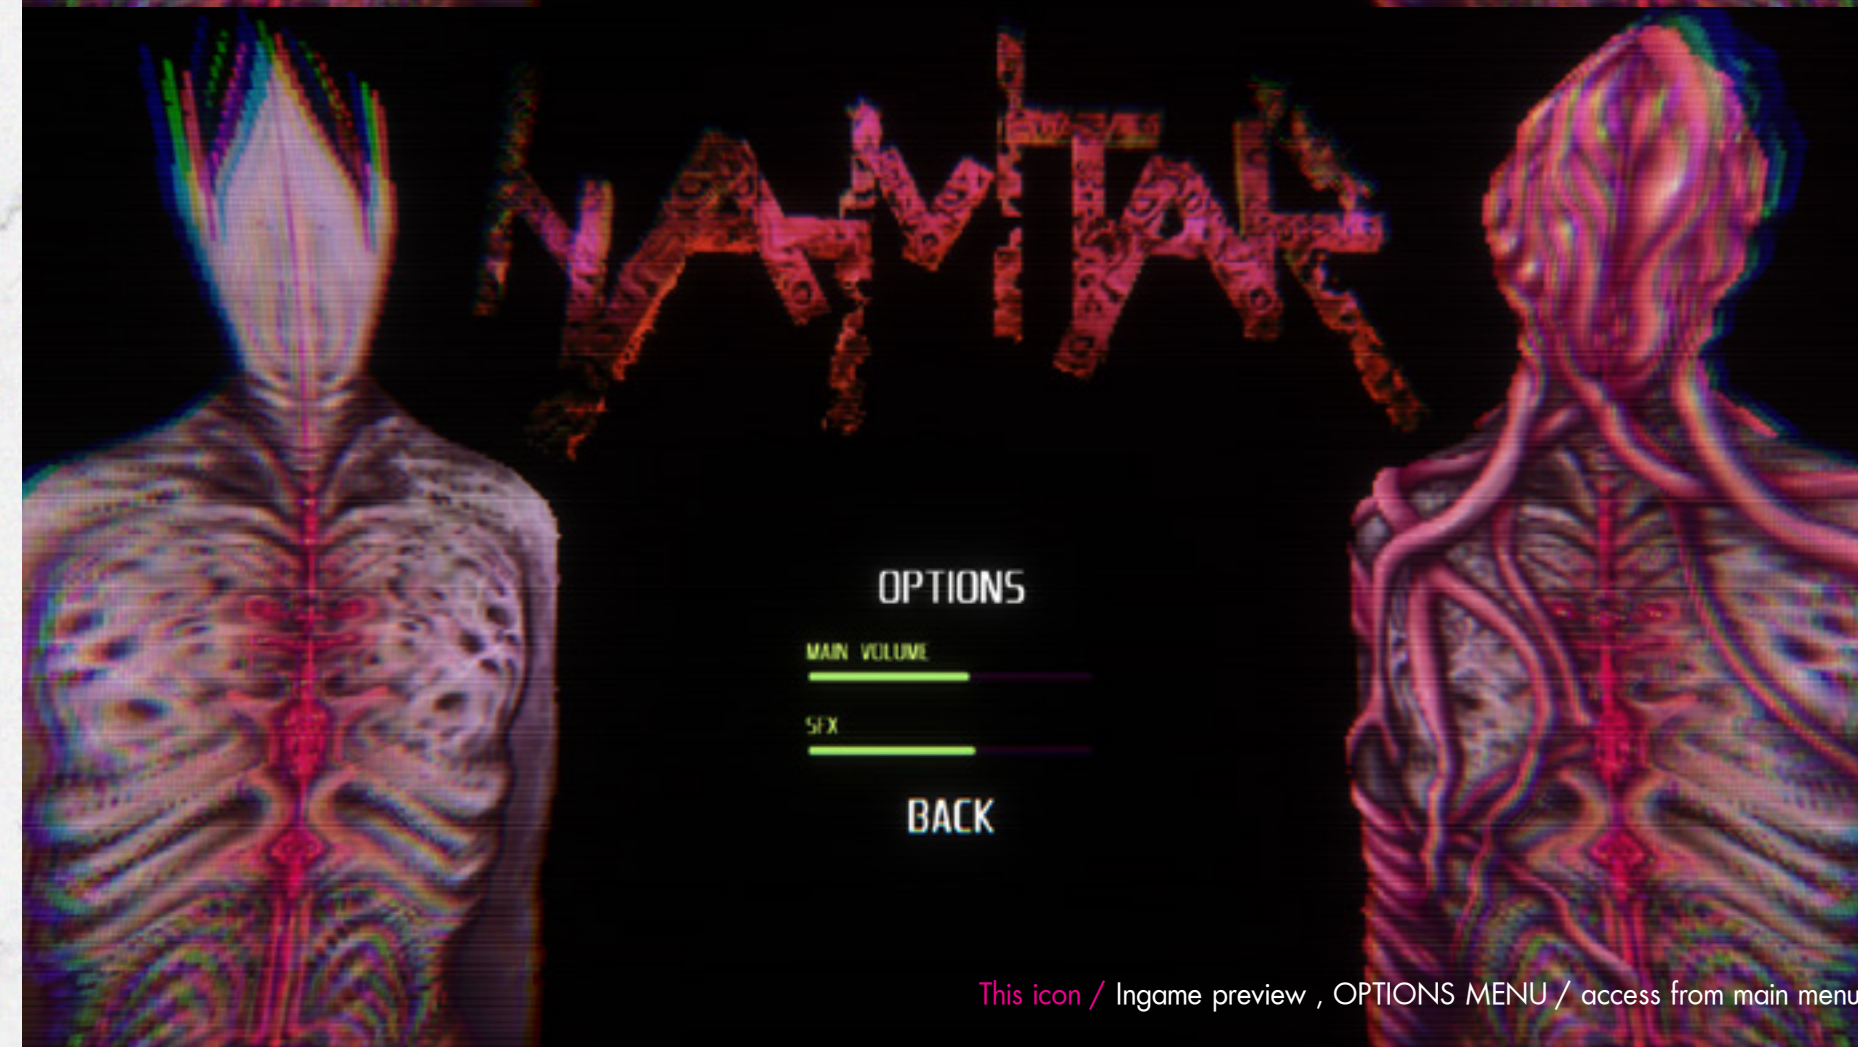 NAMTAR
OPTIONS
MAIN VOLUME
SFX
BACK
This icon / Ingame preview , OPTIONS MENU / access from main menu